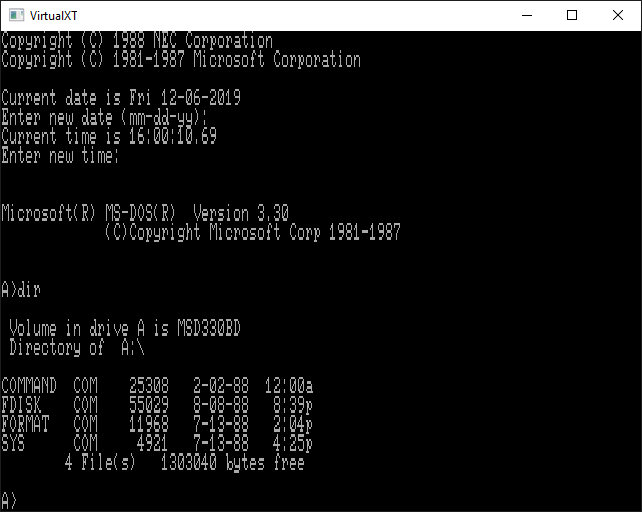 VirtualXT
Copyright (C) 1988 NEC Corporation
Copyright (C) 1981-1987 Microsoft Corporation
Current date is Fri 12-06-2019
Enter new date (mm-dd-yy):
Current time is 16:00:10.69
Enter new time:
Microsoft(R) MS-DOS(R)  Version 3.30
             (C)Copyright Microsoft Corp 1981-1987
A>dir
 Volume in drive A is MSD330BD
 Directory of  A:\
COMMAND  COM    25308   2-02-88  12:00a
FDISK    COM    55029   8-08-88   8:39p
FORMAT   COM    11968   7-13-88   2:04p
SYS      COM     4921   7-13-88   4:25p
        4 File(s)   1303040 bytes free
A>